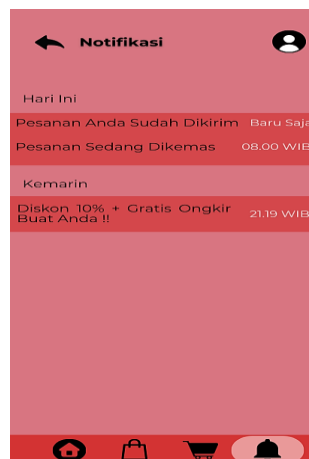 Notifikasi
Hari Ini
Pesanan Anda Sudah Dikirim Baru Saja
Pesanan Sedang Dikemas 08.00 WIB
Kemarin
Diskon 10% + Gratis Ongkir
Buat Anda !! 21.19 WIB